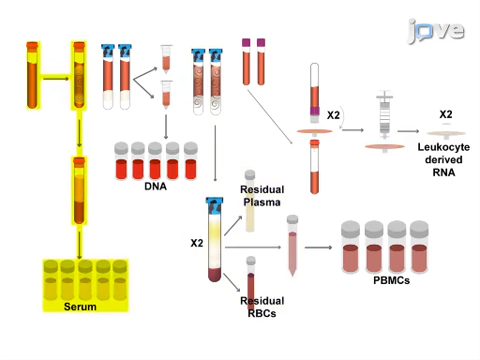 jove
X2
X2
Leukocyte
derived
RNA
DNA
Residual
Plasma
X2
PBMCs
Residual
RBCs
Serum